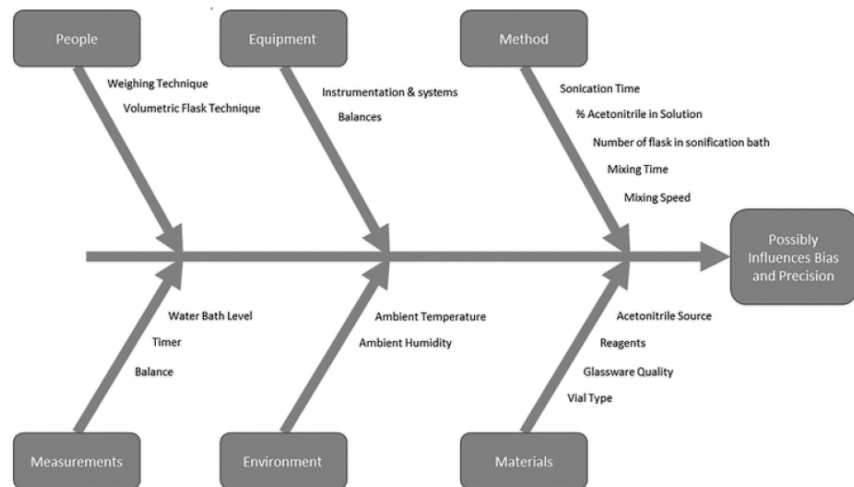 People
Equipment
Method
Weighing Technique
Volumetric Flask Technique
Instrumentation & systems
Balances
Sonication Time
% Acetonitrile in Solution
Number of flask in sonification bath
Mixing Time
Mixing Speed
Possibly
Influences Bias
and Precision
Water Bath Level
Timer
Balance
Ambient Temperature
Ambient Humidity
Acetonitrile Source
Reagents
Glassware Quality
Vial Type
Measurements
Environment
Materials